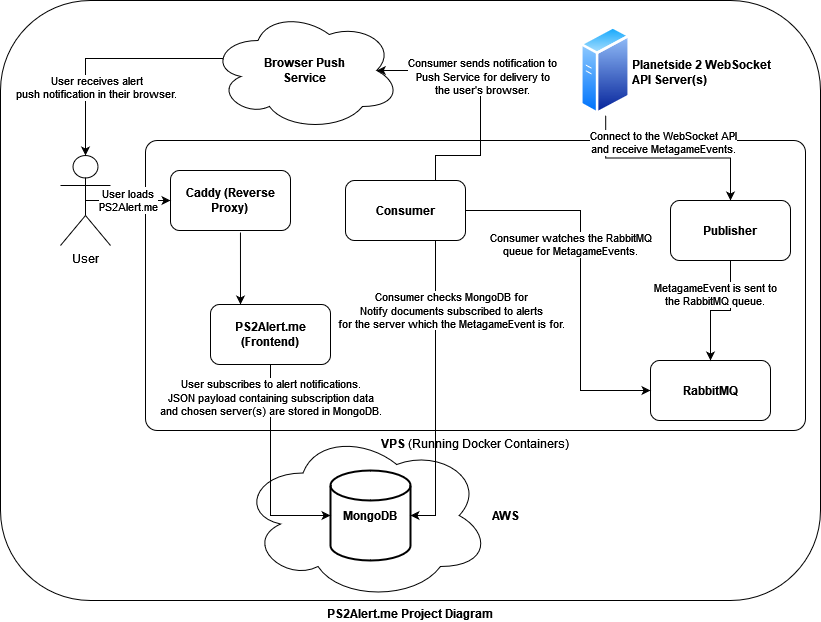 Browser Push
Service
Consumer sends notification to
Push Service for delivery to
the user's browser.
Planetside 2 WebSocket
API Server(s)
User receives alert
push notification in their browser.
Connect to the WebSocket API
and receive MetagameEvents.
User loads
PS2Alert.me
Caddy (Reverse
Proxy)
Consumer
Publisher
User
Consumer watches the RabbitMQ
queue for MetagameEvents.
MetagameEvent is sent to
the RabbitMQ queue.
Consumer checks MongoDB for
Notify documents subscribed to alerts
for the server which the MetagameEvent is for.
PS2Alert.me
(Frontend)
User subscribes to alert notifications.
JSON payload containing subscription data
and chosen server(s) are stored in MongoDB.
RabbitMQ
VPS (Running Docker Containers)
MongoDB
AWS
PS2Alert.me Project Diagram